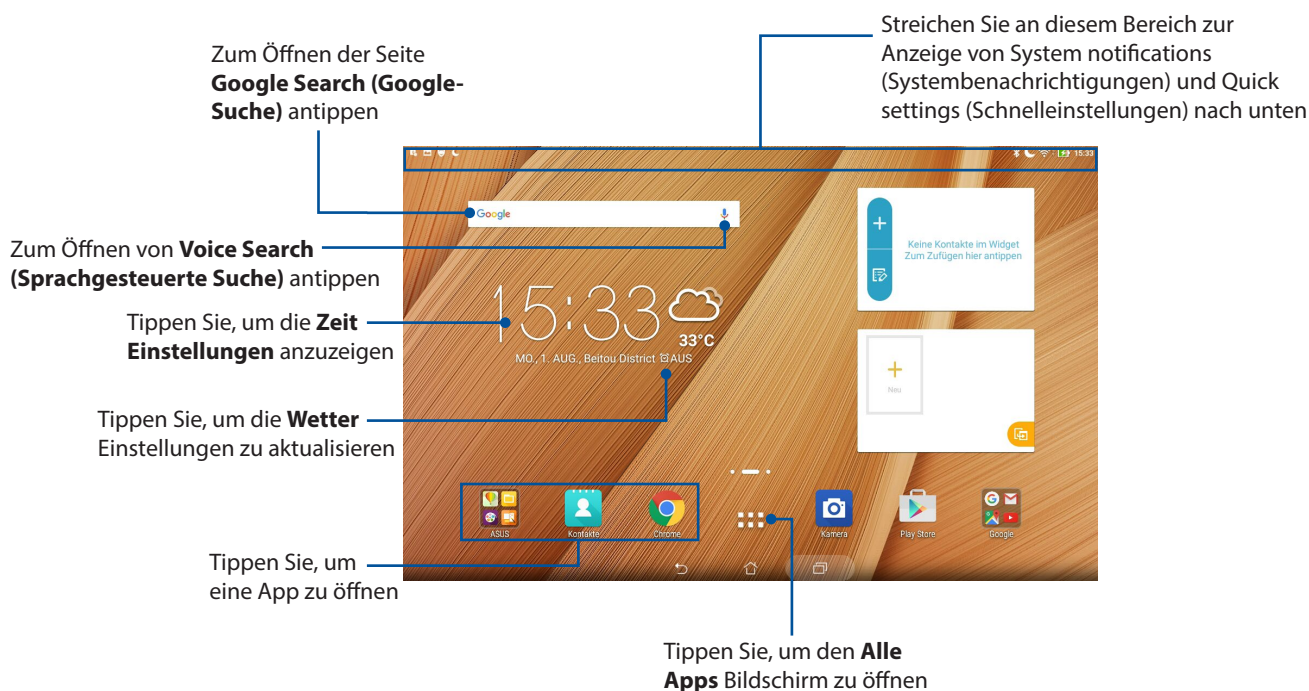 Streichen Sie an diesem Bereich zur
Anzeige von System notifications
(Systembenachrichtigungen) und Quick
settings (Schnelleinstellungen) nach unten
Zum Öffnen der Seite
Google Search (Google-
Suche) antippen
15:33
Google
Keine Kontakte im Widget
Zum Zufügen hier antippen
Zum Öffnen von Voice Search
(Sprachgesteuerte Suche) antippen
Tippen Sie, um die Zeit
Einstellungen anzuzeigen
15:33
33°C
MO., 1. AUG., Beitou District AUS
Neu
Tippen Sie, um die Wetter
Einstellungen zu aktualisieren
ASUS
Kontakte
Chrome
Kamera
Play Store
Google
Tippen Sie, um
eine App zu öffnen
Tippen Sie, um den Alle
Apps Bildschirm zu öffnen